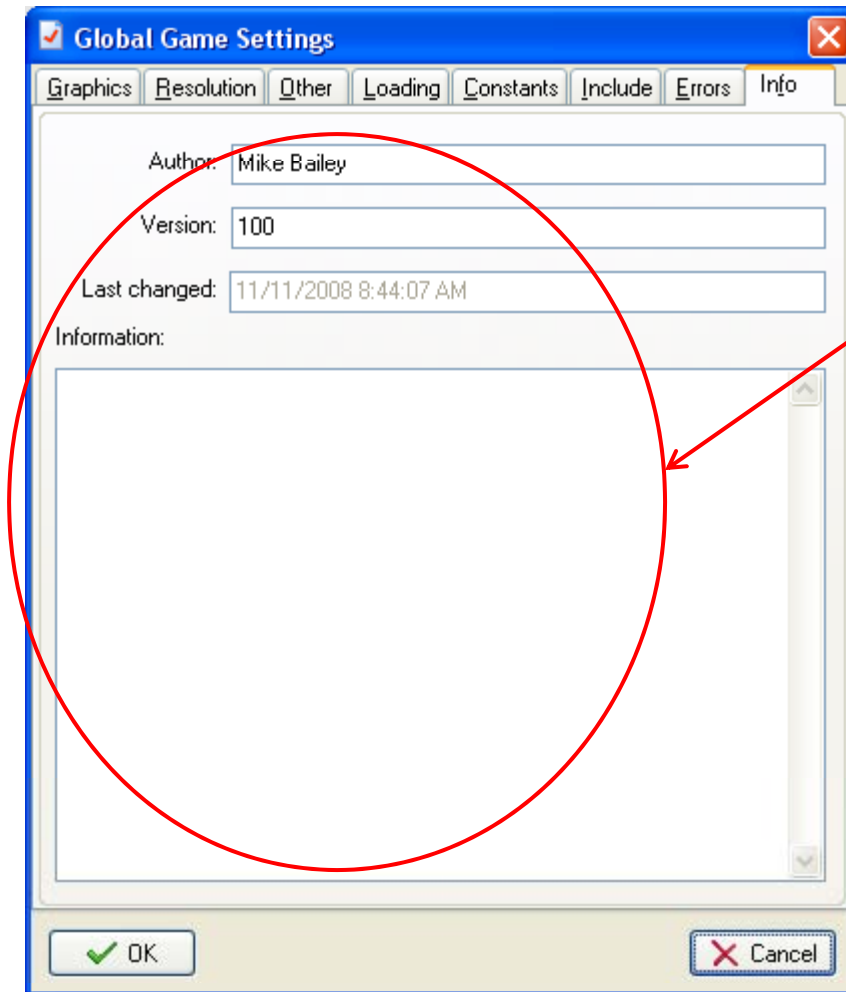 Global Game Settings
Graphics Resolution Other Loading Constants Include Errors Info
Author: Mike Bailey
Version: 100
Last changed: 11/11/2008 8:44:07 AM
Information:
OK Cancel